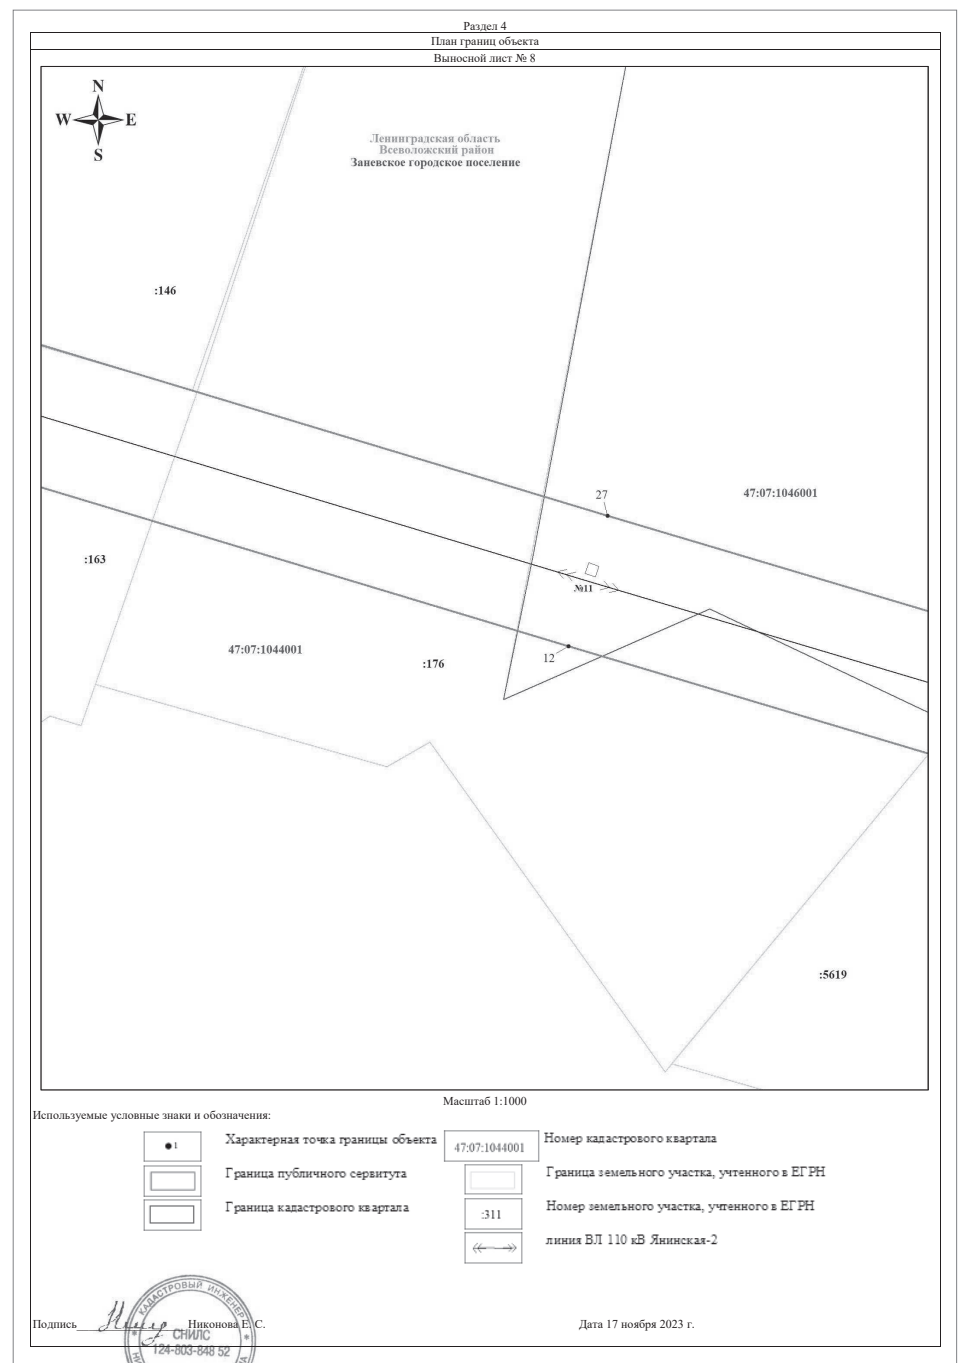 Раздел 4
План границ объекта
Выносной лист № 8
N
W E
S
Ленинградская область
Всеволожский район
Заневское городское поселение
:146
27
47:07:1046001
:163
№11
47:07:1044001
:176
12
:5619
Масштаб 1:1000
Используемые условные знаки и обозначения:
1 Характерная точка границы объекта
47:07:1044001 Номер кадастрового квартала
Граница публичного сервитута
Граница земельного участка, учтенного в ЕГРН
Граница кадастрового квартала
:311 Номер земельного участка, учтенного в ЕГРН
линия ВЛ 110 кВ Янинская-2
КАДАСТРОВЫЙ ИНЖЕНЕР
Подпись Никонова Е. С. Дата 17 ноября 2023 г.
СНИЛС
124-803-848 52